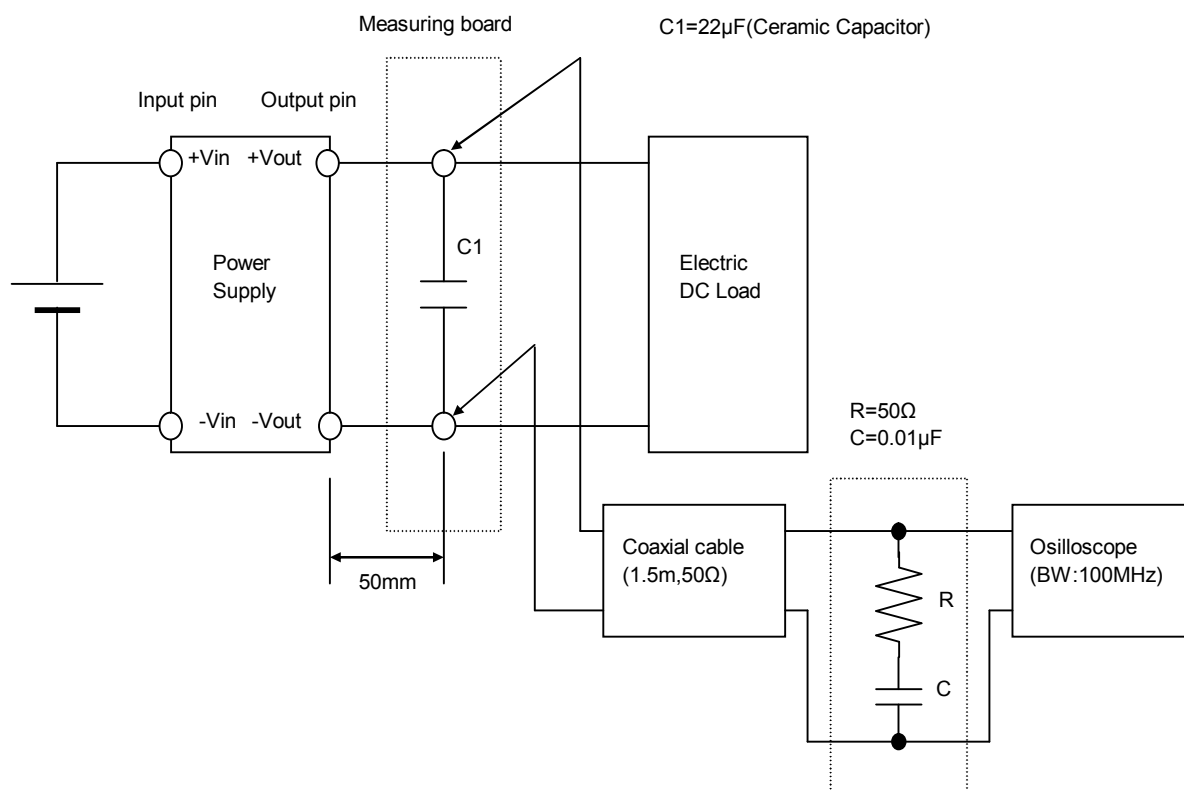 Measuring board
C1=22µF(Ceramic Capacitor)
Input pin
Output pin
+Vin
+Vout
C1
Power
Supply
Electric
DC Load
-Vin
-Vout
R=50Ω
C=0.01µF
50mm
Coaxial cable
(1.5m,50Ω)
R
C
Osilloscope
(BW:100MHz)